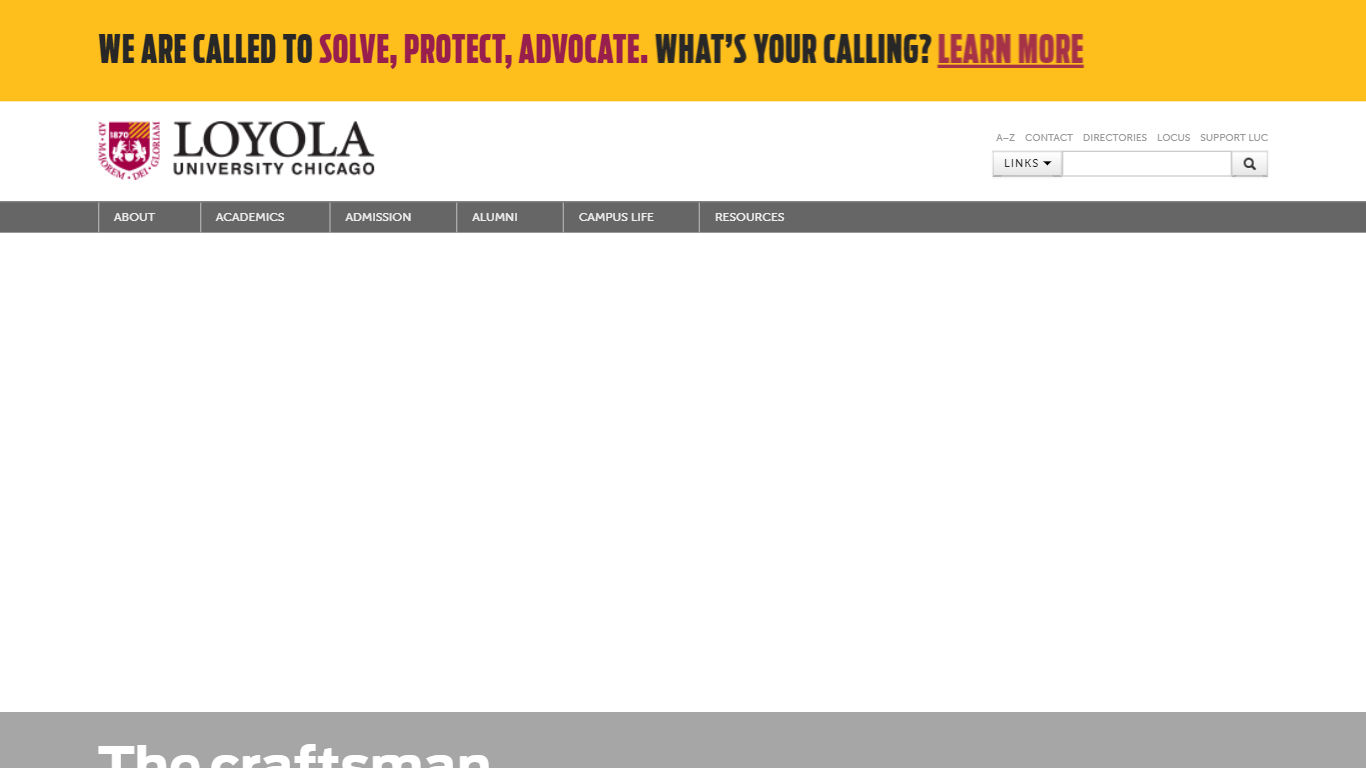 WE ARE CALLED TO SOLVE, PROTECT, ADVOCATE. WHAT'S YOUR CALLING? LEARN MORE
1870
AD • MAJOREM • DEI • GLORIAM
LOYOLA
UNIVERSITY CHICAGO
A–Z CONTACT DIRECTORIES LOCUS SUPPORT LUC
LINKS
ABOUT ACADEMICS ADMISSION ALUMNI CAMPUS LIFE RESOURCES
The craftsman